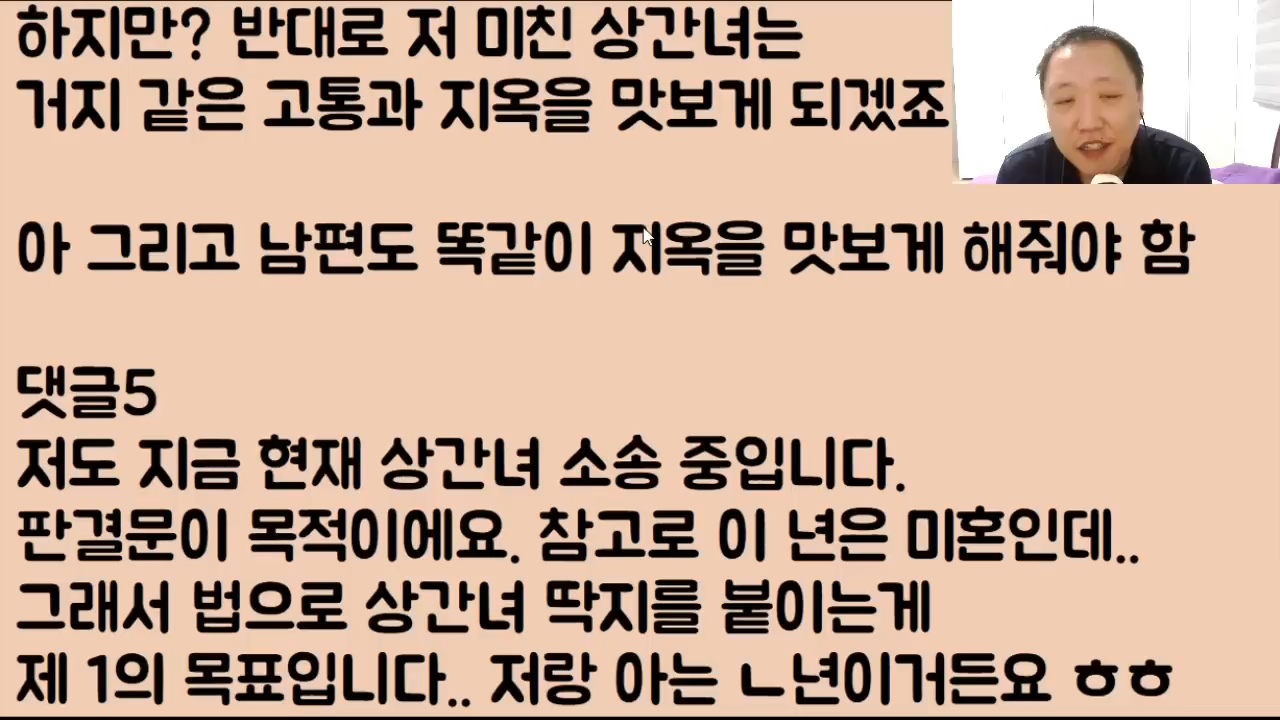 하지만? 반대로 저 미친 상간녀는
거지 같은 고통과 지옥을 맛보게 되겠죠
아 그리고 남편도 똑같이 지옥을 맛보게 해줘야 함
댓글5
저도 지금 현재 상간녀 소송 중입니다.
판결문이 목적이에요. 참고로 이 년은 미혼인데..
그래서 법으로 상간녀 딱지를 붙이는게
제 1의 목표입니다.. 저랑 아는 ㄴ년이거든요 ㅎㅎ